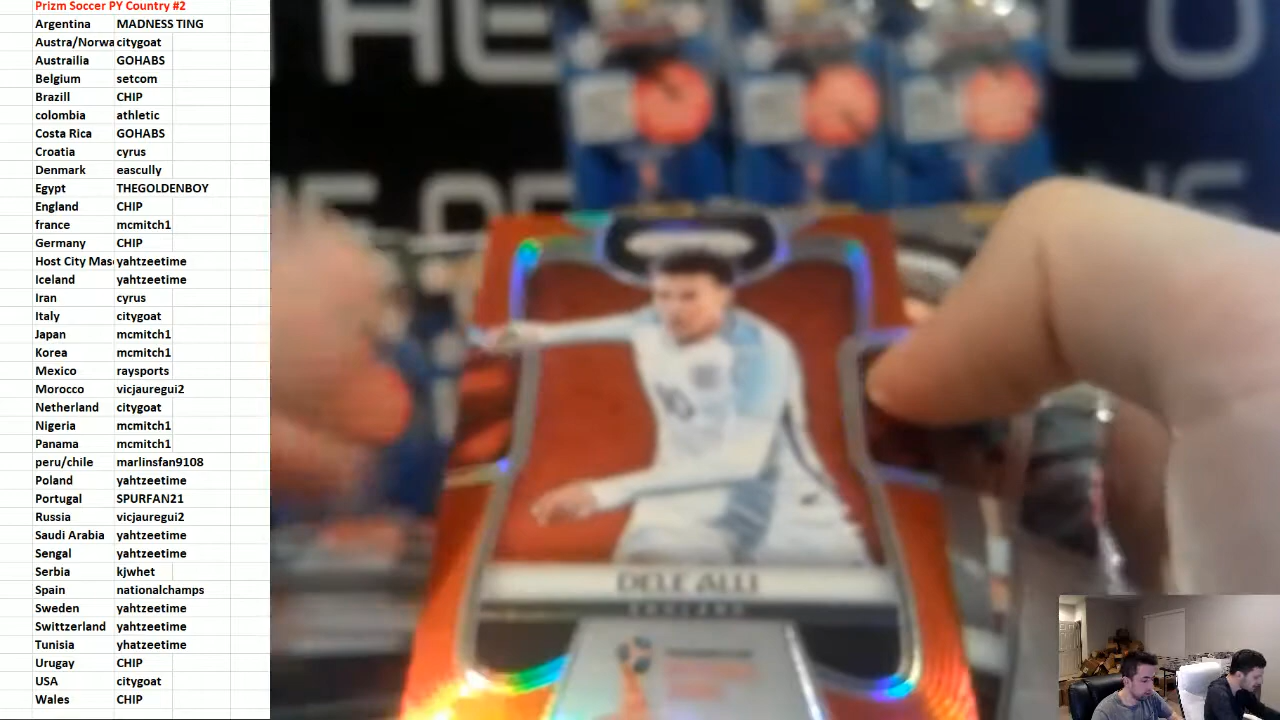 Prizm Soccer PY Country #2
Argentina MADNESS TING
Austra/Norwa citygoat
Austrailia GOHABS
Belgium setcom
Brazill CHIP
colombia athletic
Costa Rica GOHABS
Croatia cyrus
Denmark eascully
Egypt THEGOLDENBOY
England CHIP
france mcmitch1
Germany CHIP
Host City Mas yahtzeetime
Iceland yahtzeetime
Iran cyrus
Italy citygoat
Japan mcmitch1
Korea mcmitch1
Mexico raysports
Morocco vicjauregui2
Netherland citygoat
Nigeria mcmitch1
Panama mcmitch1
peru/chile marlinsfan9108
Poland yahtzeetime
Portugal SPURFAN21
Russia vicjauregui2
Saudi Arabia yahtzeetime
Sengal yahtzeetime
Serbia kjwhet
Spain nationalchamps
Sweden yahtzeetime
Swittzerland yahtzeetime
Tunisia yhatzeetime
Urugay CHIP
USA citygoat
Wales CHIP
10
DELE ALLI
ENGLAND